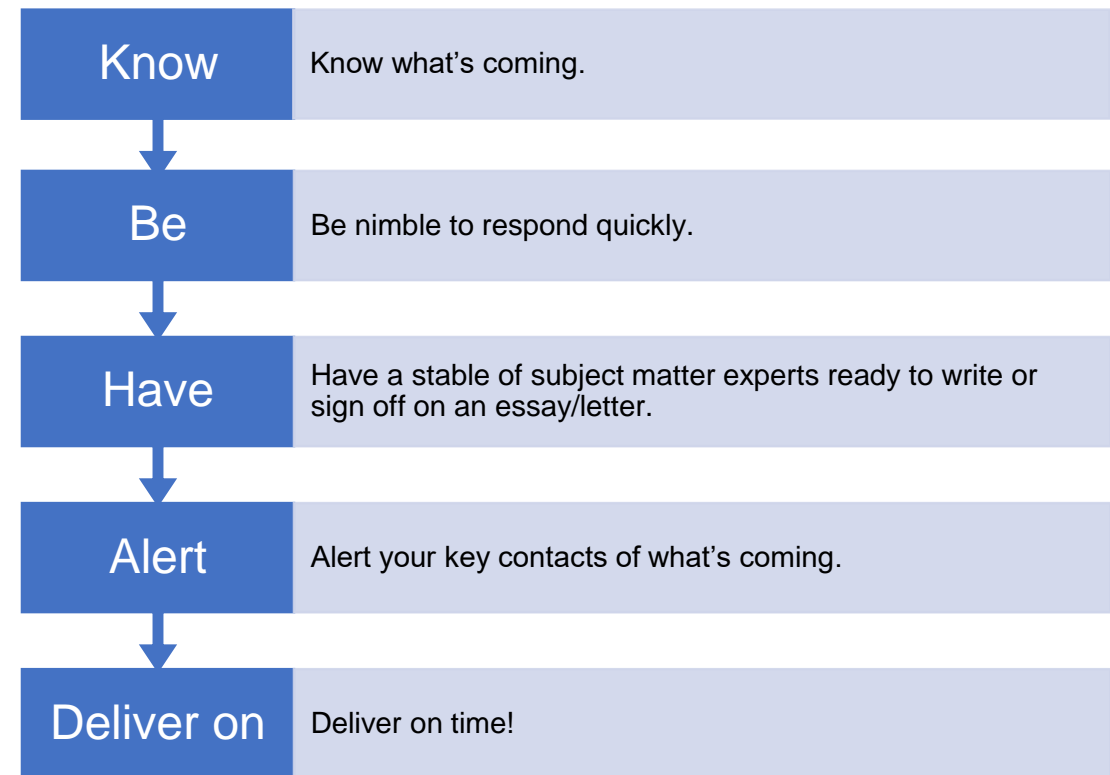 Know
Know what's coming.
Be
Be nimble to respond quickly.
Have
Have a stable of subject matter experts ready to write or
sign off on an essay/letter.
Alert
Alert your key contacts of what's coming.
Deliver on
Deliver on time!